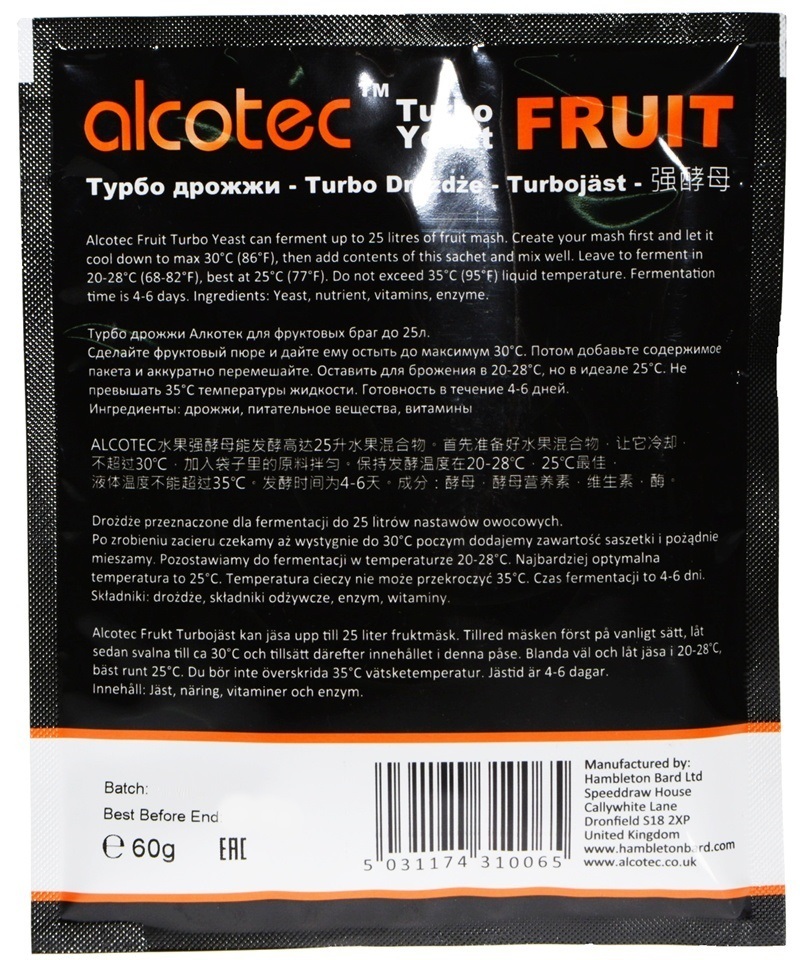 alcotec™ Turbo Yeast FRUIT
Турбо дрожжи - Turbo Drożdże - Turbojäst - 强酵母
Alcotec Fruit Turbo Yeast can ferment up to 25 litres of fruit mash. Create your mash first and let it
cool down to max 30°C (86°F), then add contents of this sachet and mix well. Leave to ferment in
20-28°C (68-82°F), best at 25°C (77°F). Do not exceed 35°C (95°F) liquid temperature. Fermentation
time is 4-6 days. Ingredients: Yeast, nutrient, vitamins, enzyme.
Турбо дрожжи Алкотек для фруктовых браг до 25л.
Сделайте фруктовый пюре и дайте ему остыть до максимум 30°С. Потом добавьте содержимое
пакета и аккуратно перемешайте. Оставить для брожения в 20-28°С, но в идеале 25°С. Не
превышать 35°С температуры жидкости. Готовность в течение 4-6 дней.
Ингредиенты: дрожжи, питательное вещества, витамины
ALCOTEC水果强酵母能发酵高达25升水果混合物。首先准备好水果混合物，让它冷却，
不超过30°C，加入袋子里的原料拌匀。保持发酵温度在20-28°C，25°C最佳，
液体温度不能超过35°C。发酵时间为4-6天。成分：酵母，酵母营养素，维生素，酶。
Drożdże przeznaczone dla fermentacji do 25 litrów nastawów owocowych.
Po zrobieniu zacieru czekamy aż wystygnie do 30°C poczym dodajemy zawartość saszetki i poządnie
mieszamy. Pozostawiamy do fermentacji w temperaturze 20-28°C. Najbardziej optymalna
temperatura to 25°C. Temperatura cieczy nie może przekroczyć 35°C. Czas fermentacji to 4-6 dni.
Składniki: drożdże, składniki odżywcze, enzym, witaminy.
Alcotec Frukt Turbojäst kan jäsa upp till 25 liter fruktmäsk. Tillred mäsken först på vanligt sätt, låt
sedan svalna till ca 30°C och tillsätt därefter innehållet i denna påse. Blanda väl och låt jäsa i 20-28°C,
bäst runt 25°C. Du bör inte överskrida 35°C vätsketemperatur. Jästid är 4-6 dagar.
Innehåll: Jäst, näring, vitaminer och enzym.
Batch:
Best Before End
℮ 60g EAC
5 031174 310065
Manufactured by:
Hambleton Bard Ltd
Speeddraw House
Callywhite Lane
Dronfield S18 2XP
United Kingdom
www.hambletonbard.com
www.alcotec.co.uk